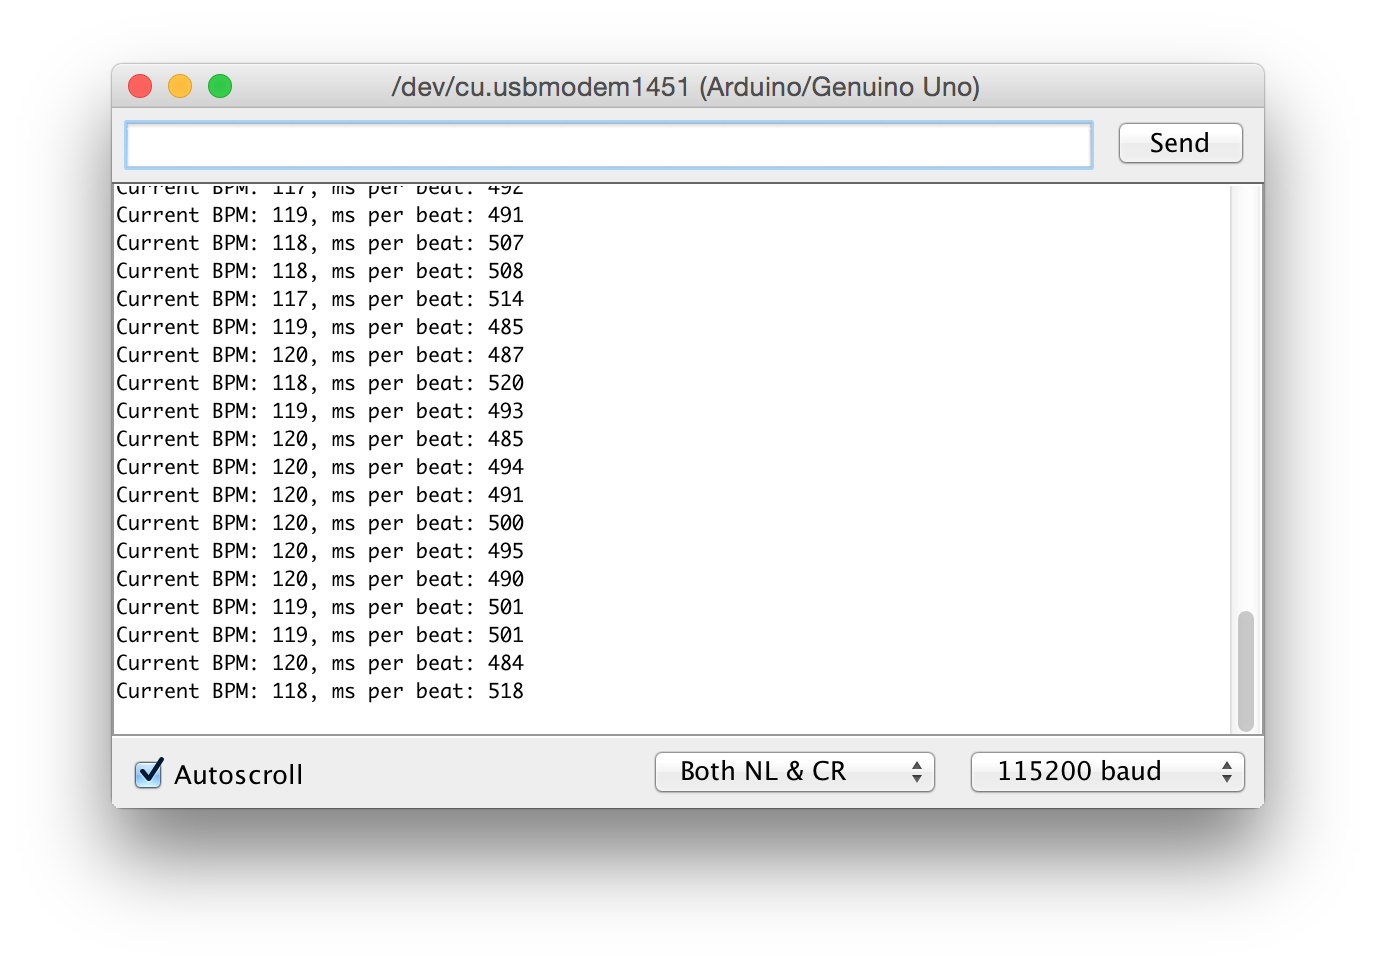 /dev/cu.usbmodem1451 (Arduino/Genuino Uno)
Send
Current BPM: 117, ms per beat: 492
Current BPM: 119, ms per beat: 491
Current BPM: 118, ms per beat: 507
Current BPM: 118, ms per beat: 508
Current BPM: 117, ms per beat: 514
Current BPM: 119, ms per beat: 485
Current BPM: 120, ms per beat: 487
Current BPM: 118, ms per beat: 520
Current BPM: 119, ms per beat: 493
Current BPM: 120, ms per beat: 485
Current BPM: 120, ms per beat: 494
Current BPM: 120, ms per beat: 491
Current BPM: 120, ms per beat: 500
Current BPM: 120, ms per beat: 495
Current BPM: 120, ms per beat: 490
Current BPM: 119, ms per beat: 501
Current BPM: 119, ms per beat: 501
Current BPM: 120, ms per beat: 484
Current BPM: 118, ms per beat: 518
Autoscroll
Both NL & CR
115200 baud